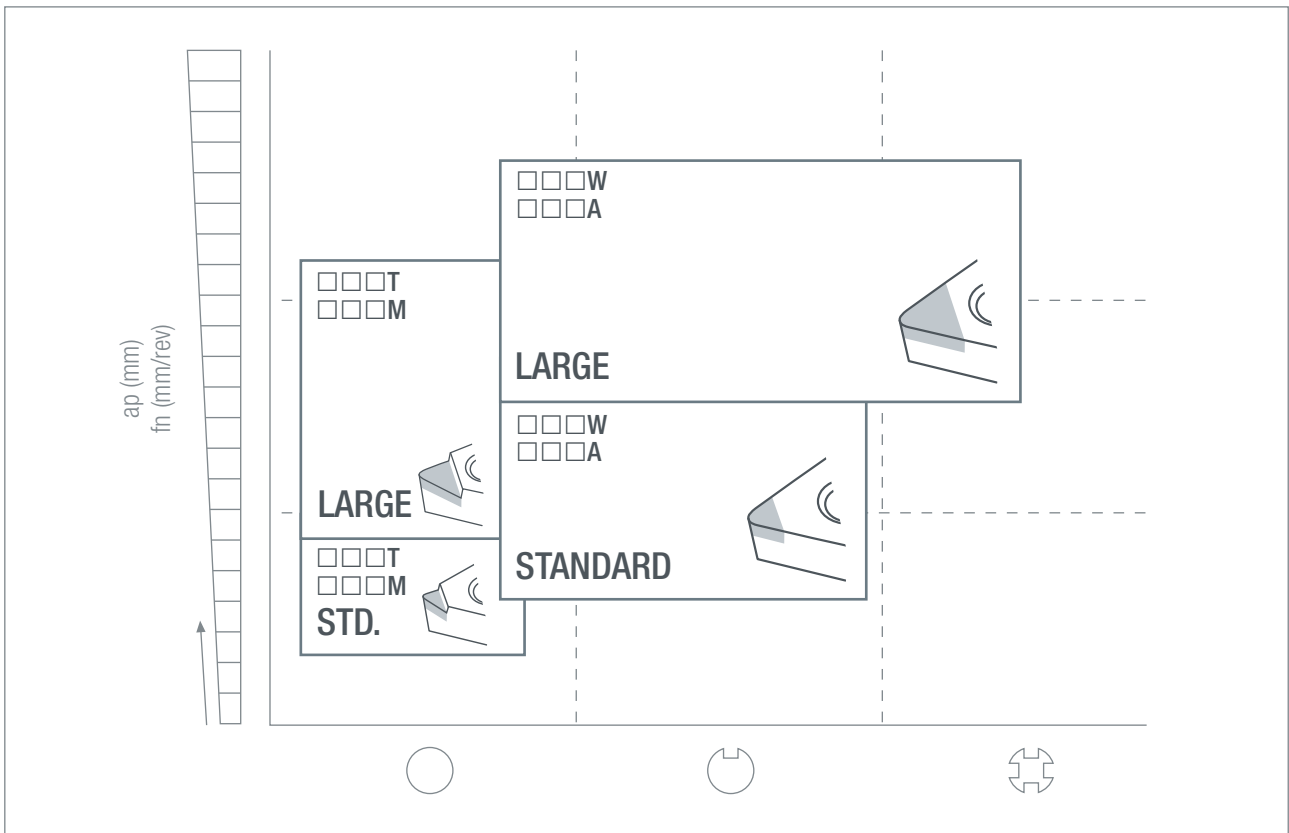 ap (mm)
fn (mm/rev)
□□□W
□□□A
LARGE
□□□T
□□□M
LARGE
□□□W
□□□A
STANDARD
□□□T
□□□M
STD.